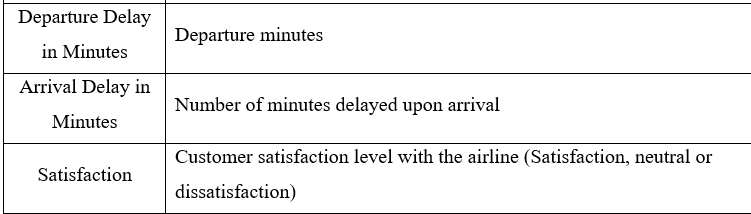 Departure Delay
in Minutes
Departure minutes
Arrival Delay in
Minutes
Number of minutes delayed upon arrival
Satisfaction
Customer satisfaction level with the airline (Satisfaction, neutral or
dissatisfaction)